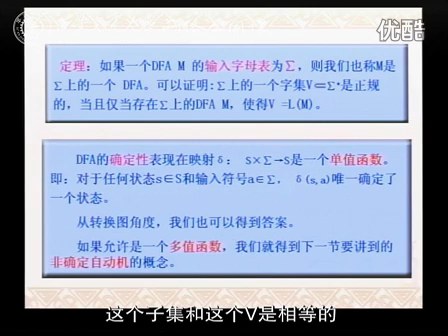 优酷
定理：如果一个DFA M 的输入字母表为Σ，则我们也称M是
Σ上的一个 DFA。可以证明：Σ上的一个字集V⊂=Σ*是正规
的，当且仅当存在Σ上的DFA M，使得V =L(M)。
DFA的确定性表现在映射δ： S×Σ→S是一个单值函数。
即：对于任何状态s∈S和输入符号a∈Σ， δ(s,a)唯一确定了
一个状态。
从转换图角度，我们也可以得到答案。
如果允许是一个多值函数，我们就得到下一节要讲到的
非确定自动机的概念。
这个子集和这个V是相等的